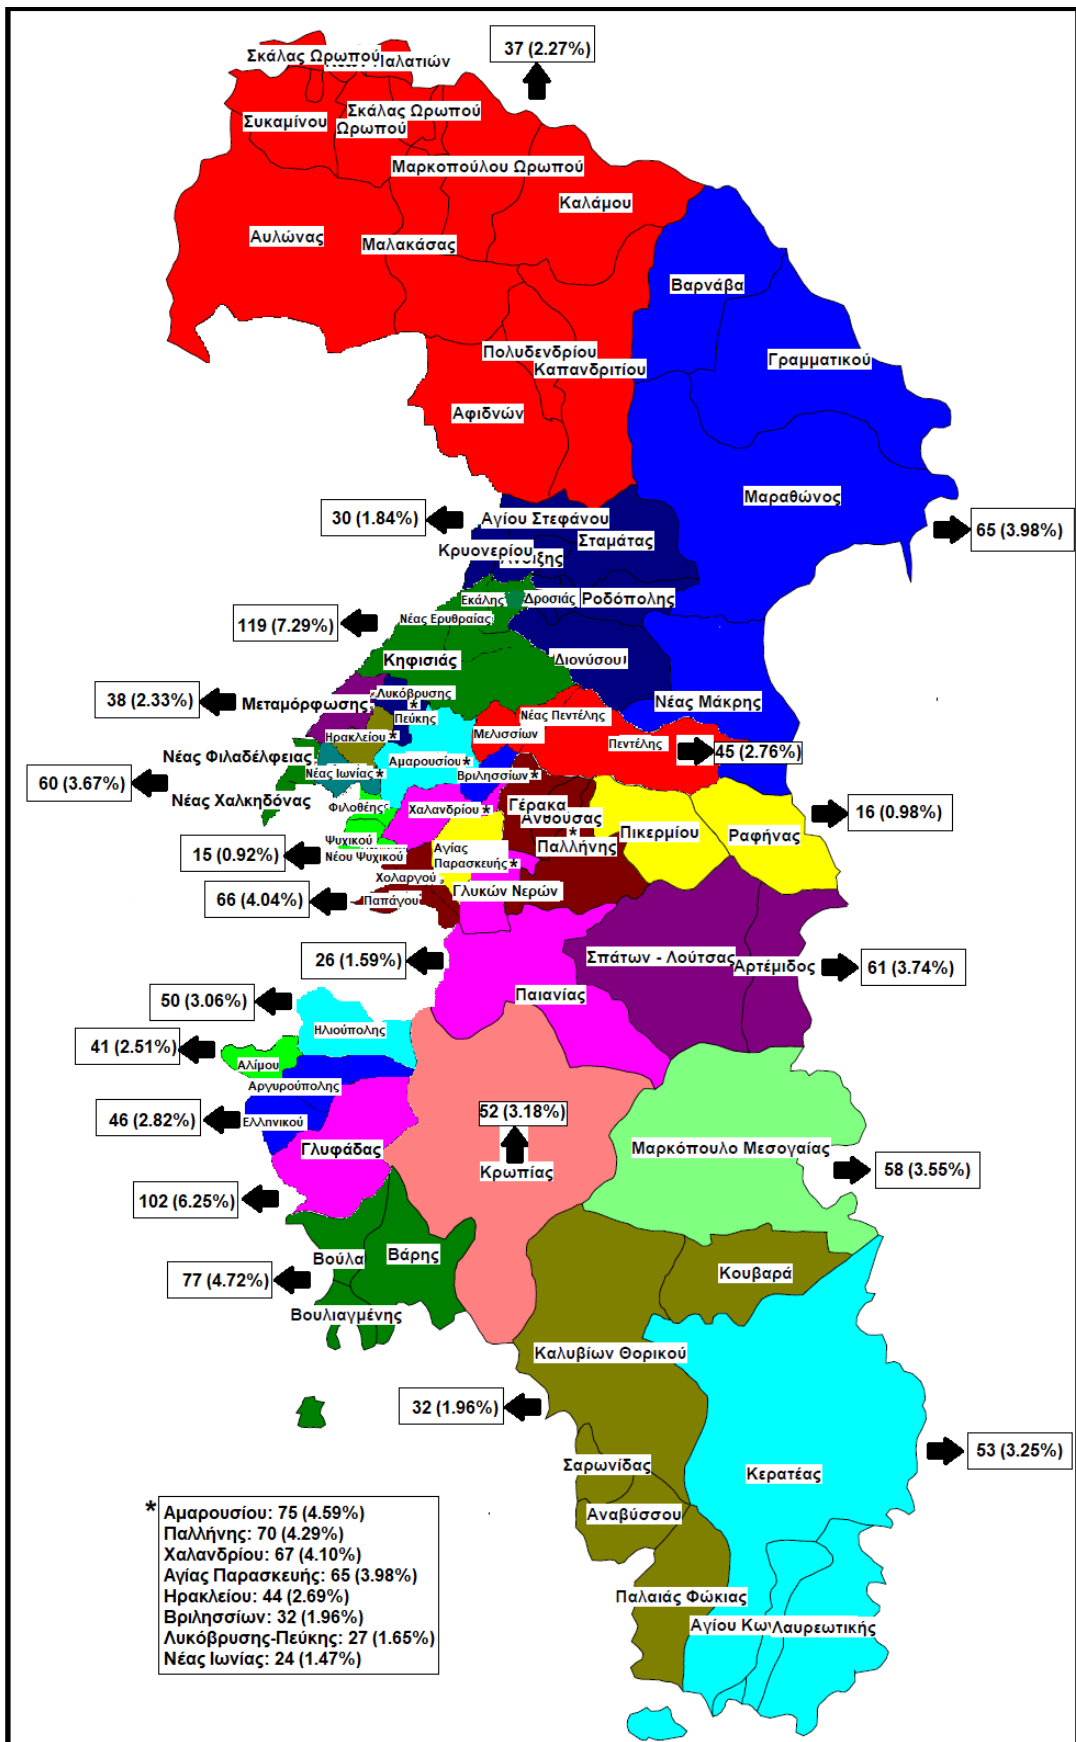 37 (2.27%)
Σκάλας Ωρωπού
Παλατιών
Σκάλας Ωρωπού
Συκαμίνου
Ωρωπού
Μαρκοπούλου Ωρωπού
Καλάμου
Αυλώνας
Μαλακάσας
Βαρνάβα
Πολυδενδρίου
Γραμματικού
Καπανδριτίου
Αφιδνών
Μαραθώνος
30 (1.84%)
Αγίου Στεφάνου
65 (3.98%)
Σταμάτας
Κρυονερίου
Άνοιξης
Εκάλης
Δροσιάς
Ροδόπολης
119 (7.29%)
Νέας Ερυθραίας
Κηφισιάς
Διονύσου
Λυκόβρυσης
*
38 (2.33%)
Μεταμόρφωσης
Νέας Μάκρης
Πεύκης
Νέας Πεντέλης
Ηρακλείου *
Μελισσίων
Πεντέλης
45 (2.76%)
Νέας Φιλαδέλφειας
Αμαρουσίου *
Νέας Ιωνίας *
Βριλησσίων *
60 (3.67%)
Νέας Χαλκηδόνας
Φιλοθέης
Χαλανδρίου *
Γέρακα
Ανθούσας
*
16 (0.98%)
Πικερμίου
Ραφήνας
Ψυχικού
Παλλήνης
15 (0.92%)
Νέου Ψυχικού
Αγίας
Παρασκευής *
Χολαργού
Γλυκών Νερών
66 (4.04%)
Παπάγου
26 (1.59%)
Σπάτων - Λούτσας
Αρτέμιδος
61 (3.74%)
50 (3.06%)
Παιανίας
Ηλιούπολης
41 (2.51%)
Αλίμου
Αργυρούπολης
46 (2.82%)
Ελληνικού
52 (3.18%)
Γλυφάδας
Μαρκόπουλο Μεσογαίας
Κρωπίας
58 (3.55%)
102 (6.25%)
Βούλα
Βάρης
Κουβαρά
77 (4.72%)
Βουλιαγμένης
Καλυβίων Θορικού
32 (1.96%)
53 (3.25%)
Σαρωνίδας
Κερατέας
Αναβύσσου
Παλαιάς Φώκιας
Αγίου Κων
Λαυρεωτικής
* Αμαρουσίου: 75 (4.59%)
Παλλήνης: 70 (4.29%)
Χαλανδρίου: 67 (4.10%)
Αγίας Παρασκευής: 65 (3.98%)
Ηρακλείου: 44 (2.69%)
Βριλησσίων: 32 (1.96%)
Λυκόβρυσης-Πεύκης: 27 (1.65%)
Νέας Ιωνίας: 24 (1.47%)